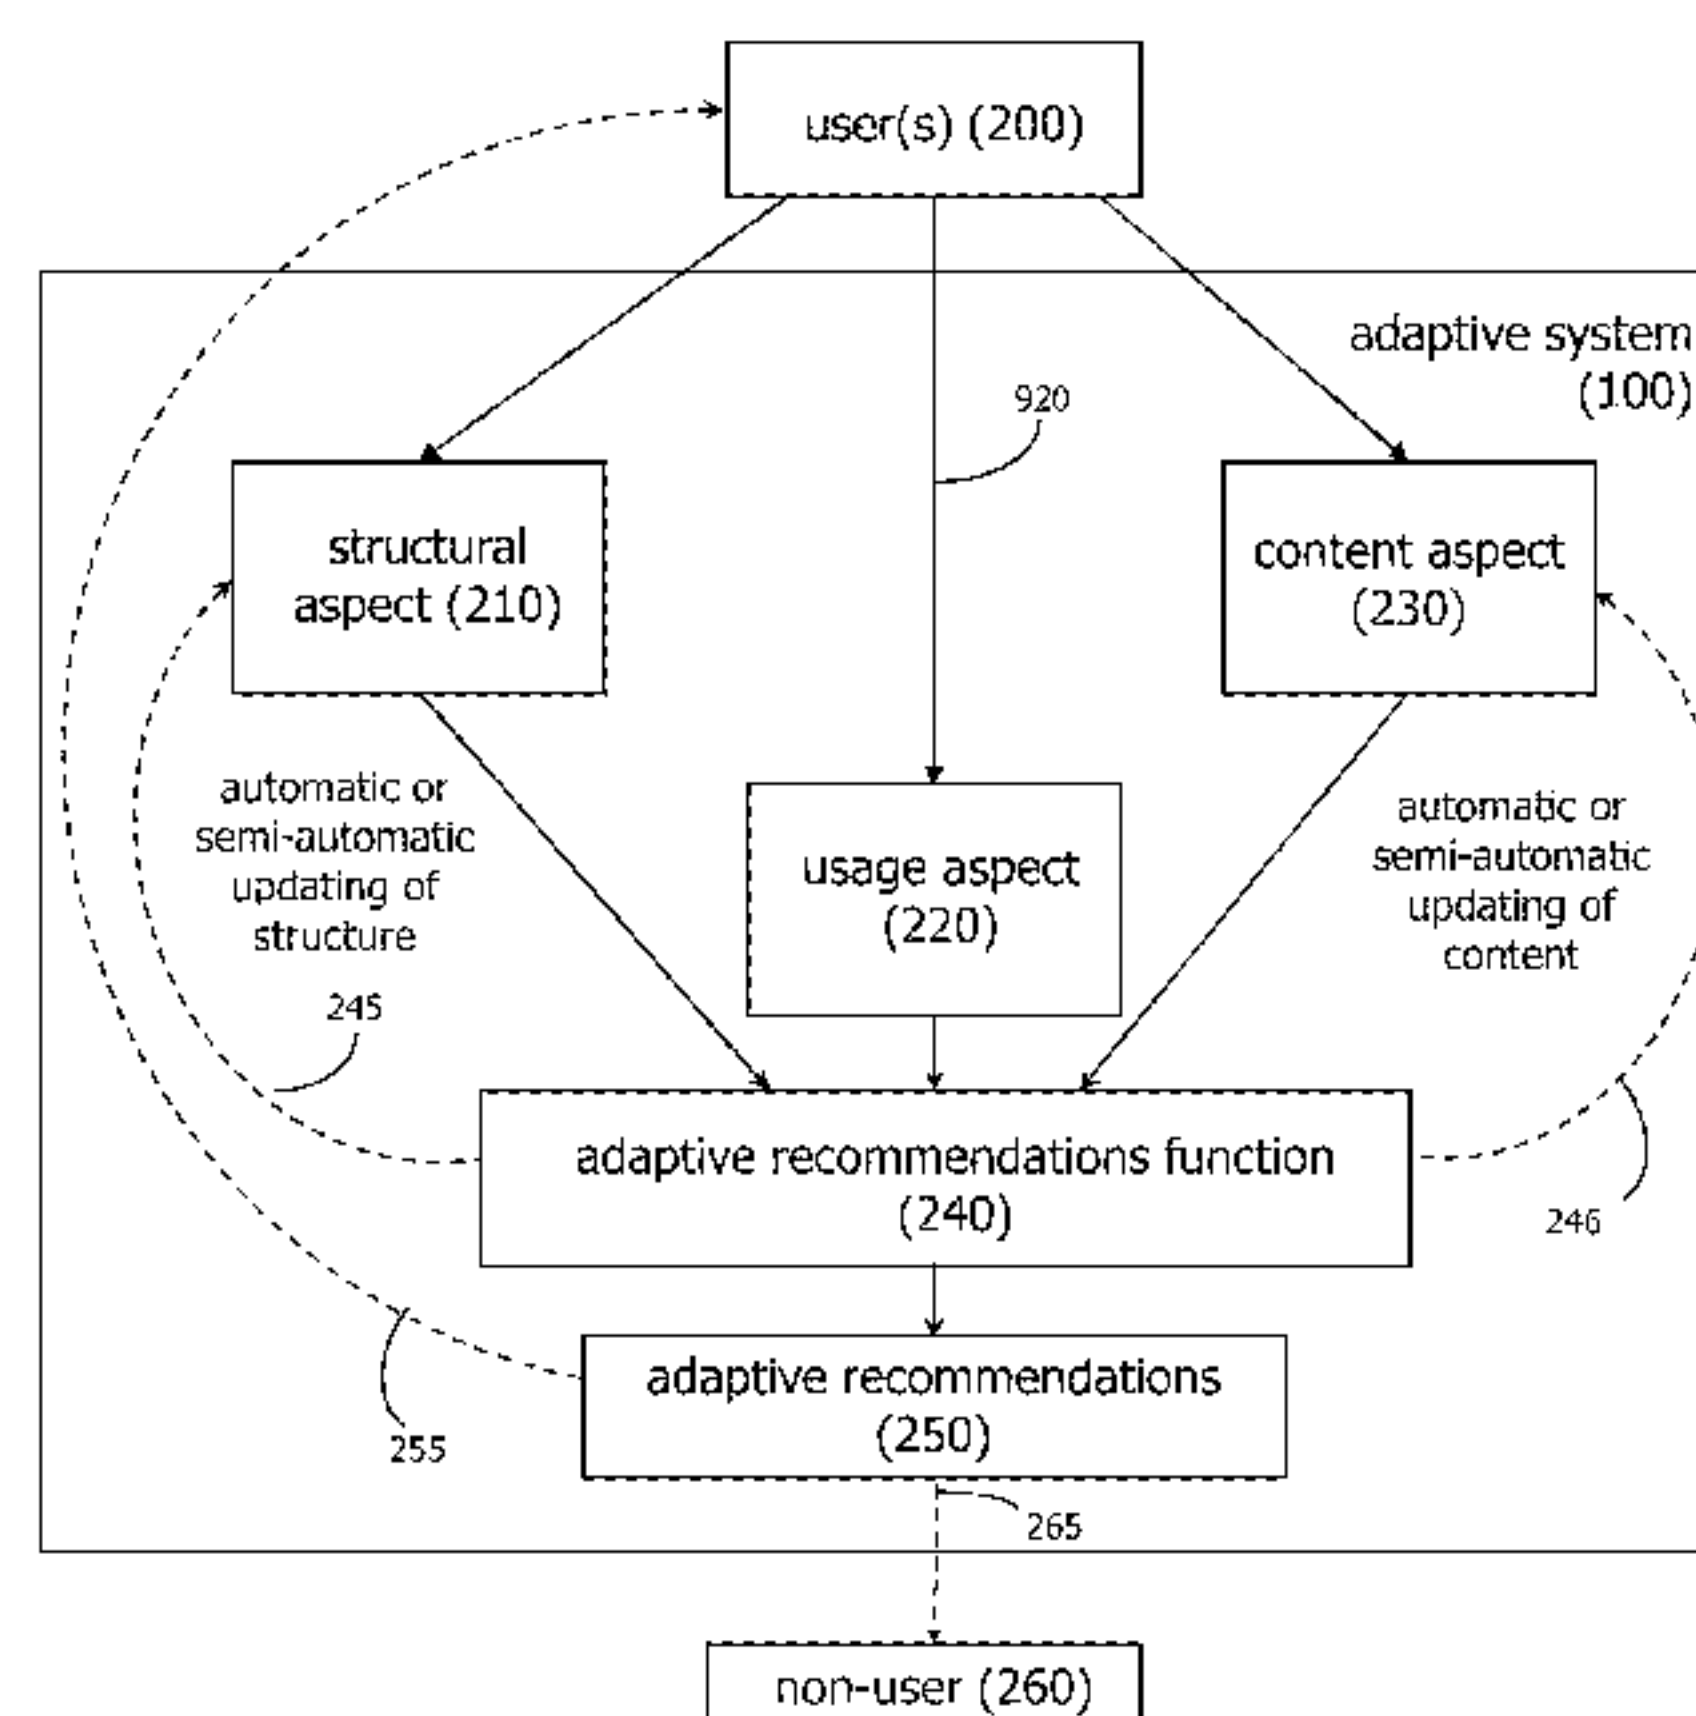 user(s) (200)
adaptive system
(100)
920
structural
aspect (210)
content aspect
(230)
automatic or
semi-automatic
updating of
structure
usage aspect
(220)
automatic or
semi-automatic
updating of
content
245
adaptive recommendations function
(240)
246
adaptive recommendations
(250)
255
265
non-user (260)